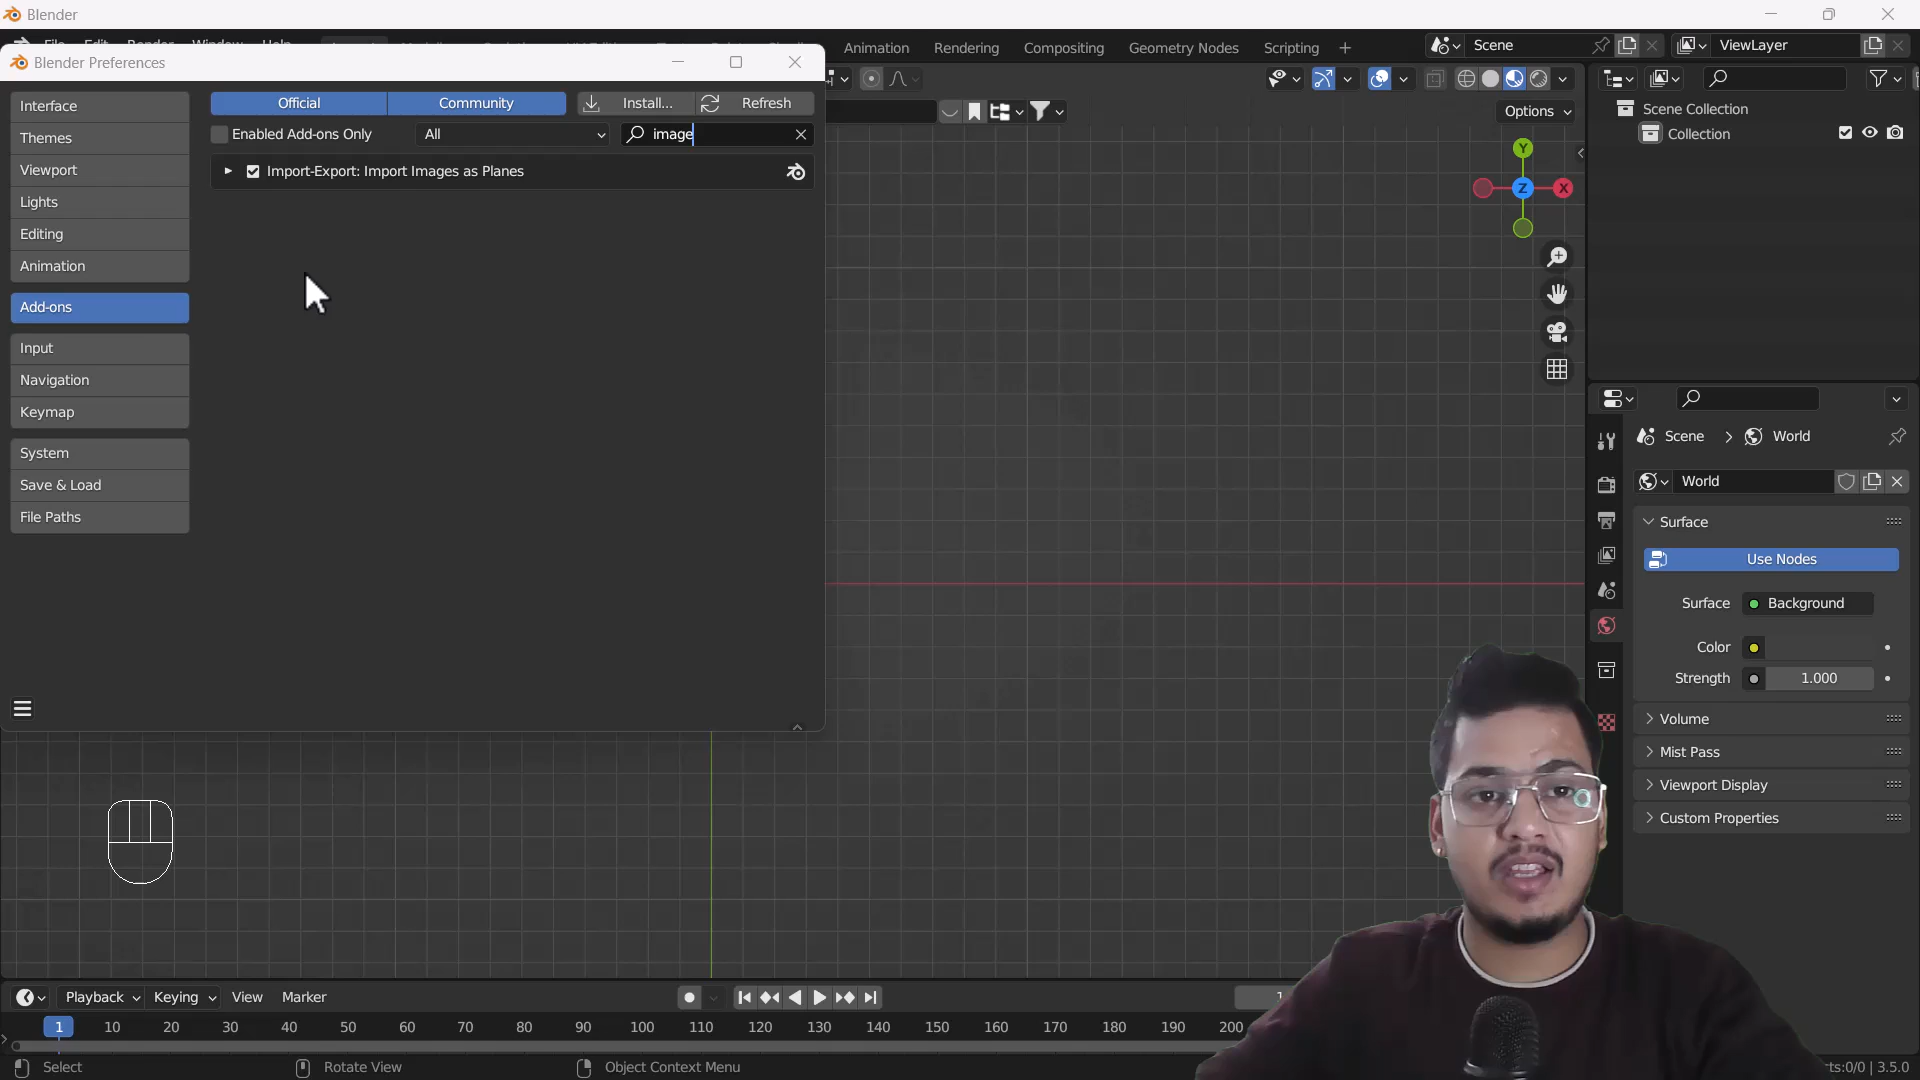 Blender
Blender Preferences
Animation
Rendering
Compositing
Geometry Nodes
Scripting
Scene
ViewLayer
Interface
Themes
Viewport
Lights
Editing
Animation
Add-ons
Input
Navigation
Keymap
System
Save & Load
File Paths
Official
Community
Install...
Refresh
Enabled Add-ons Only
All
image
Import-Export: Import Images as Planes
Options
Y
Z
X
Scene Collection
Collection
Scene
World
World
Surface
Use Nodes
Surface
Background
Color
Strength
1.000
Volume
Mist Pass
Viewport Display
Custom Properties
Playback
Keying
View
Marker
1
1 10 20 30 40 50 60 70 80 90 100 110 120 130 140 150 160 170 180 190 200
Select
Rotate View
Object Context Menu
ts:0/0 | 3.5.0